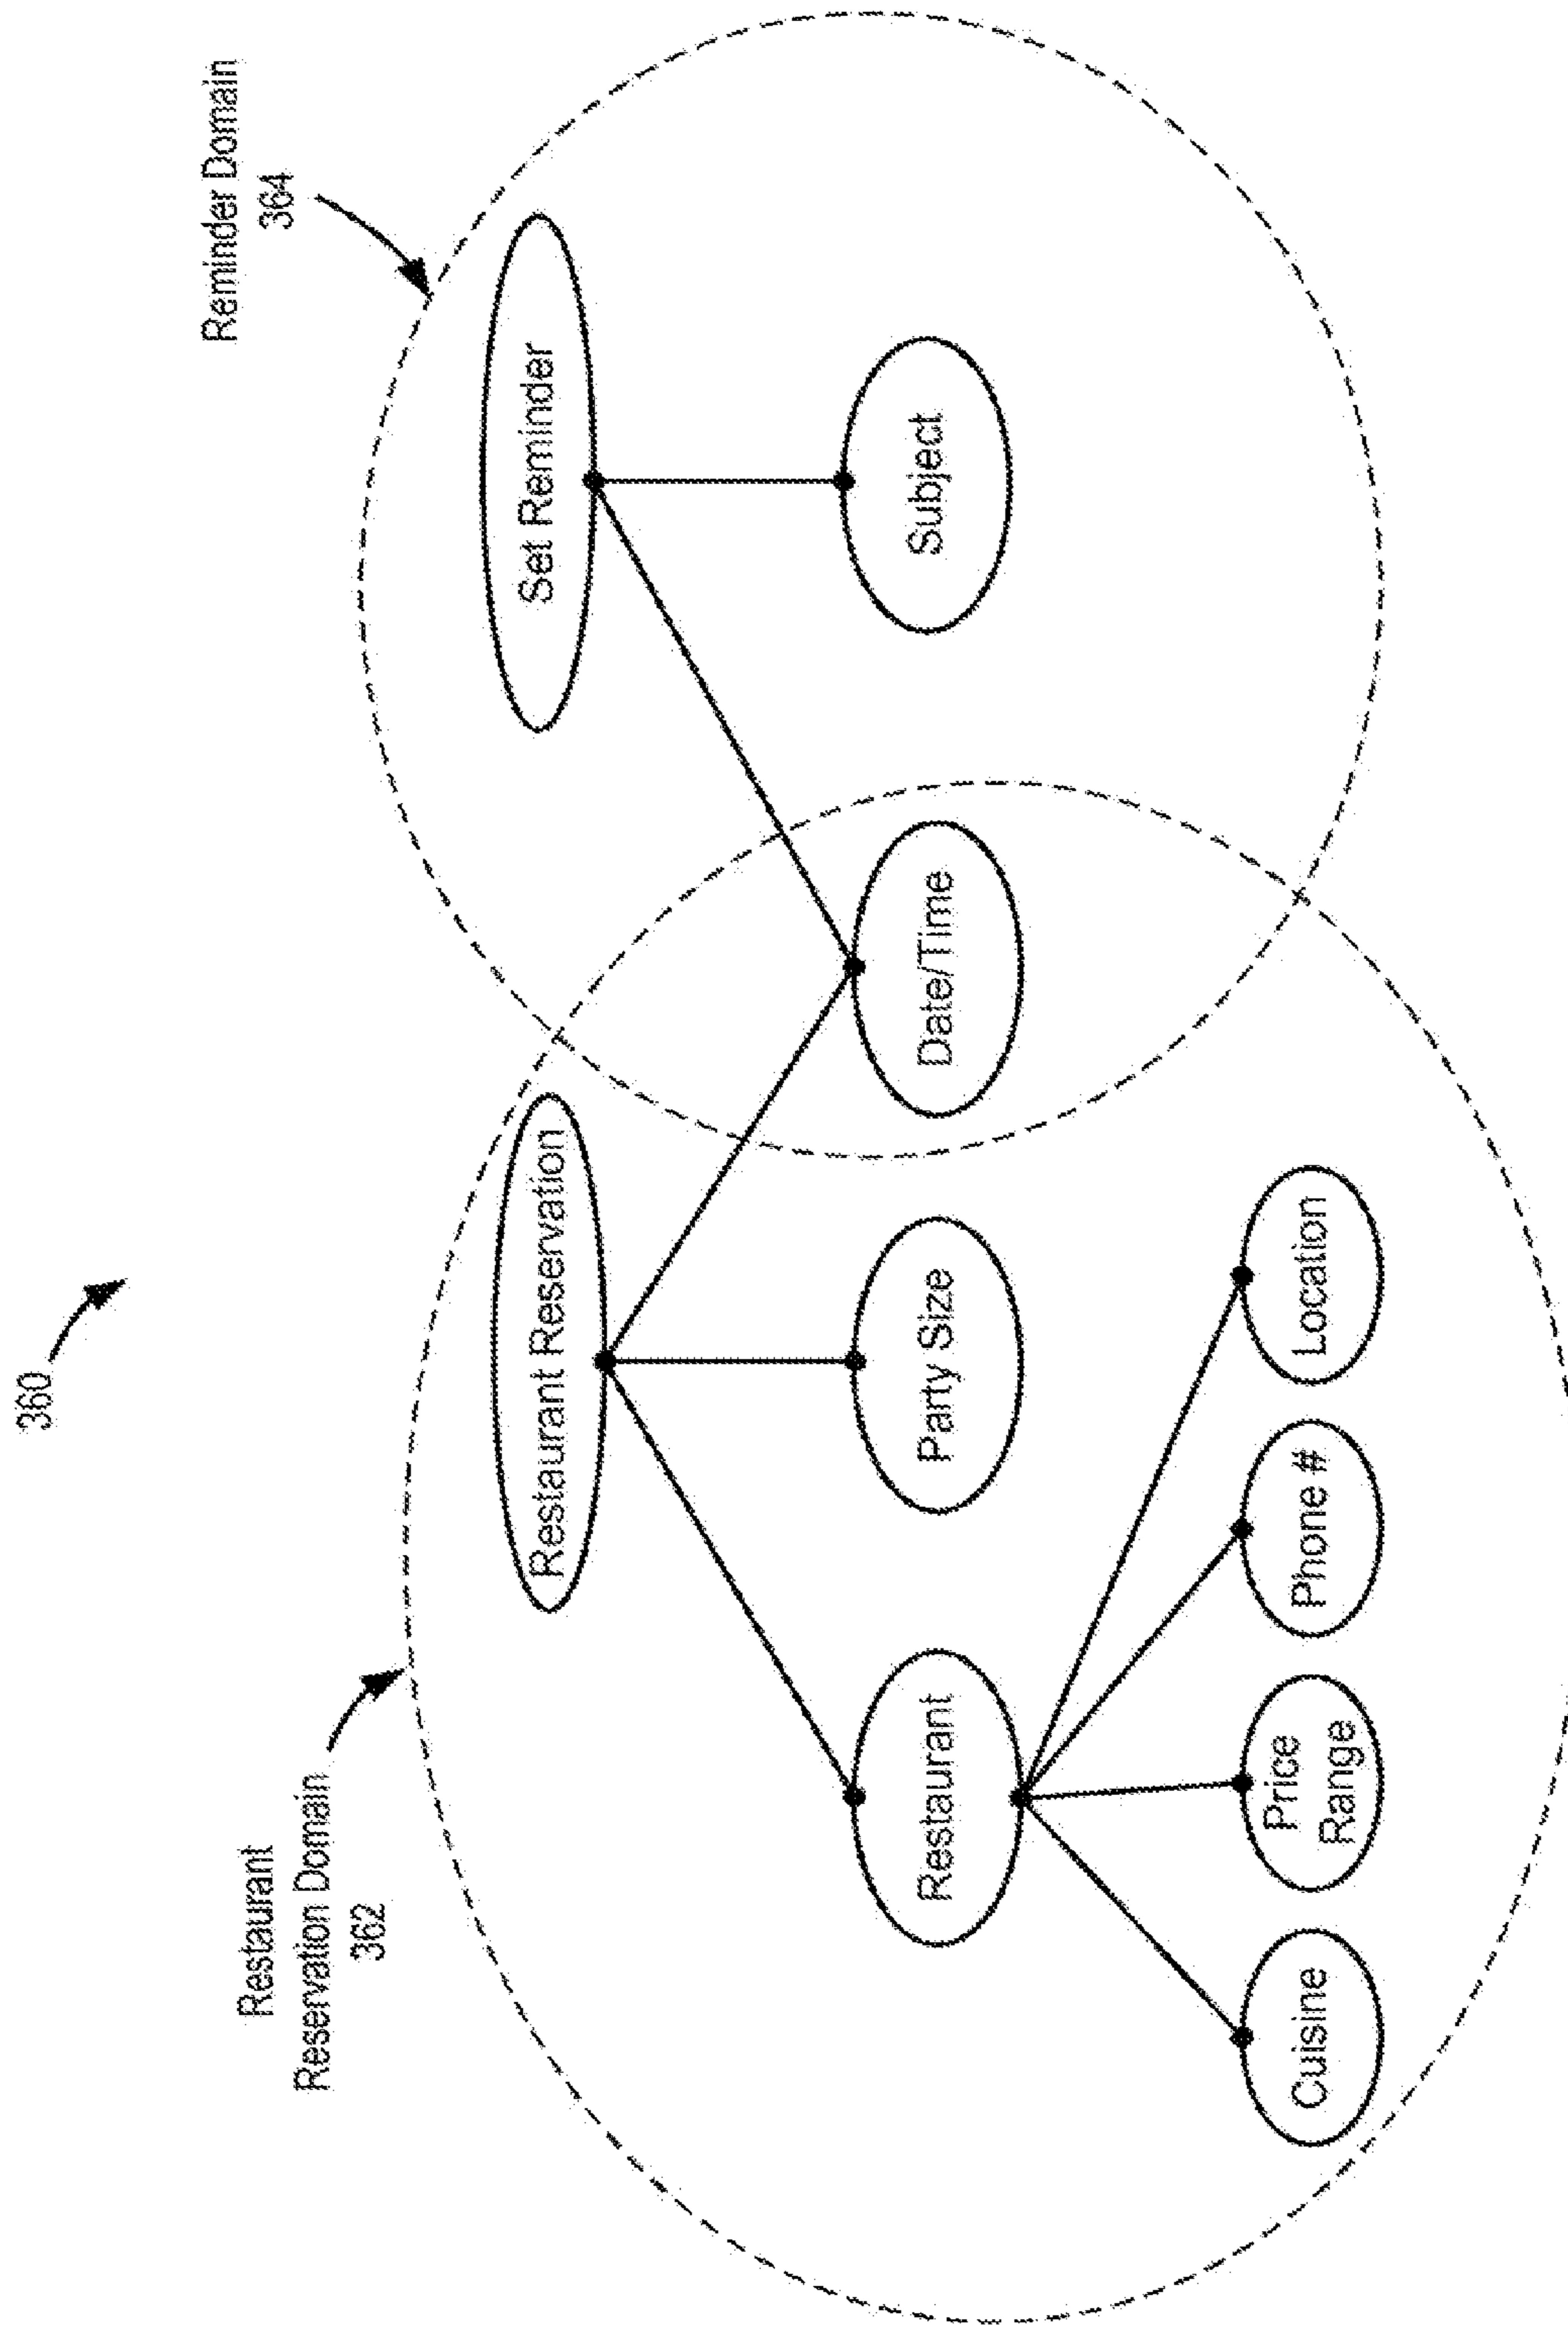 360
Restaurant
Reservation Domain
362
Reminder Domain
364
Restaurant Reservation
Set Reminder
Restaurant
Party Size
Date/Time
Subject
Cuisine
Price
Range
Phone #
Location